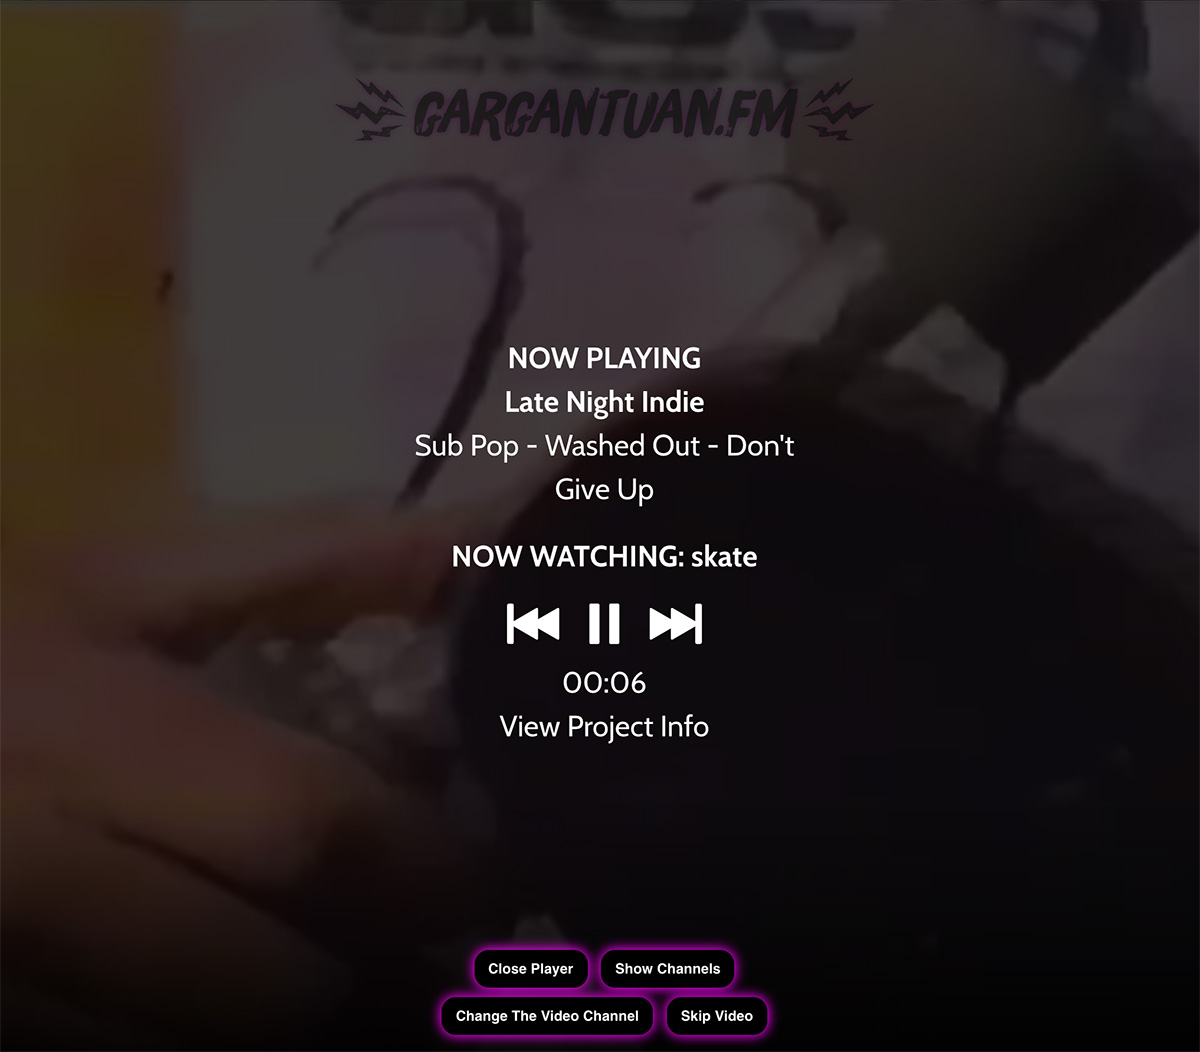 GARGANTUAN.FM
NOW PLAYING
Late Night Indie
Sub Pop - Washed Out - Don't
Give Up
NOW WATCHING: skate
00:06
View Project Info
Close Player
Show Channels
Change The Video Channel
Skip Video